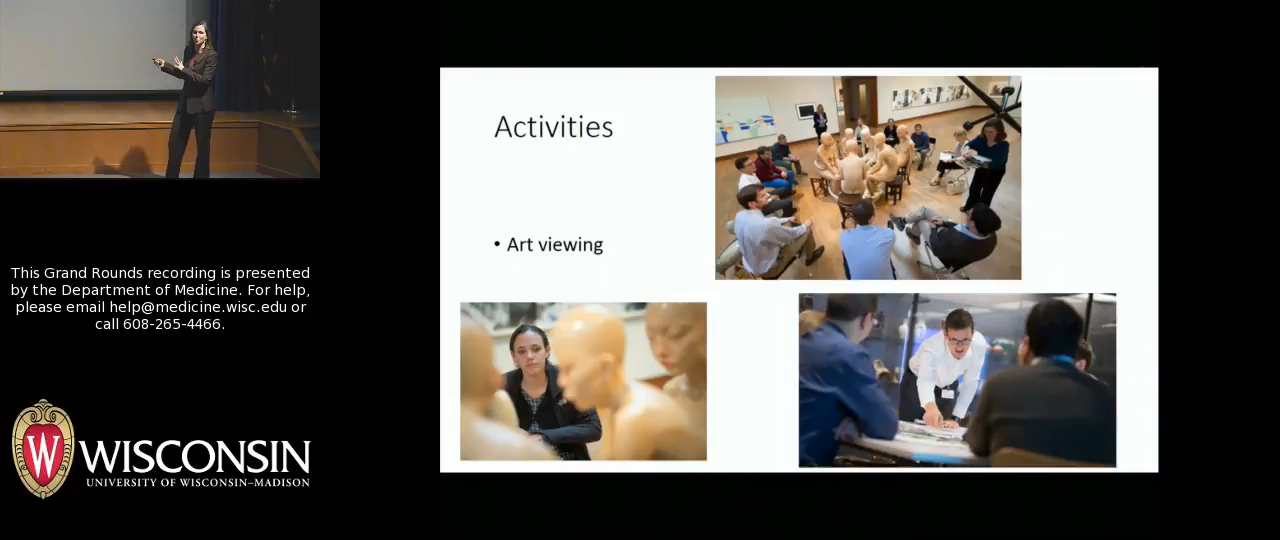 Activities
• Art viewing
This Grand Rounds recording is presented
by the Department of Medicine. For help,
please email help@medicine.wisc.edu or
call 608-265-4466.
W
WISCONSIN
UNIVERSITY OF WISCONSIN–MADISON